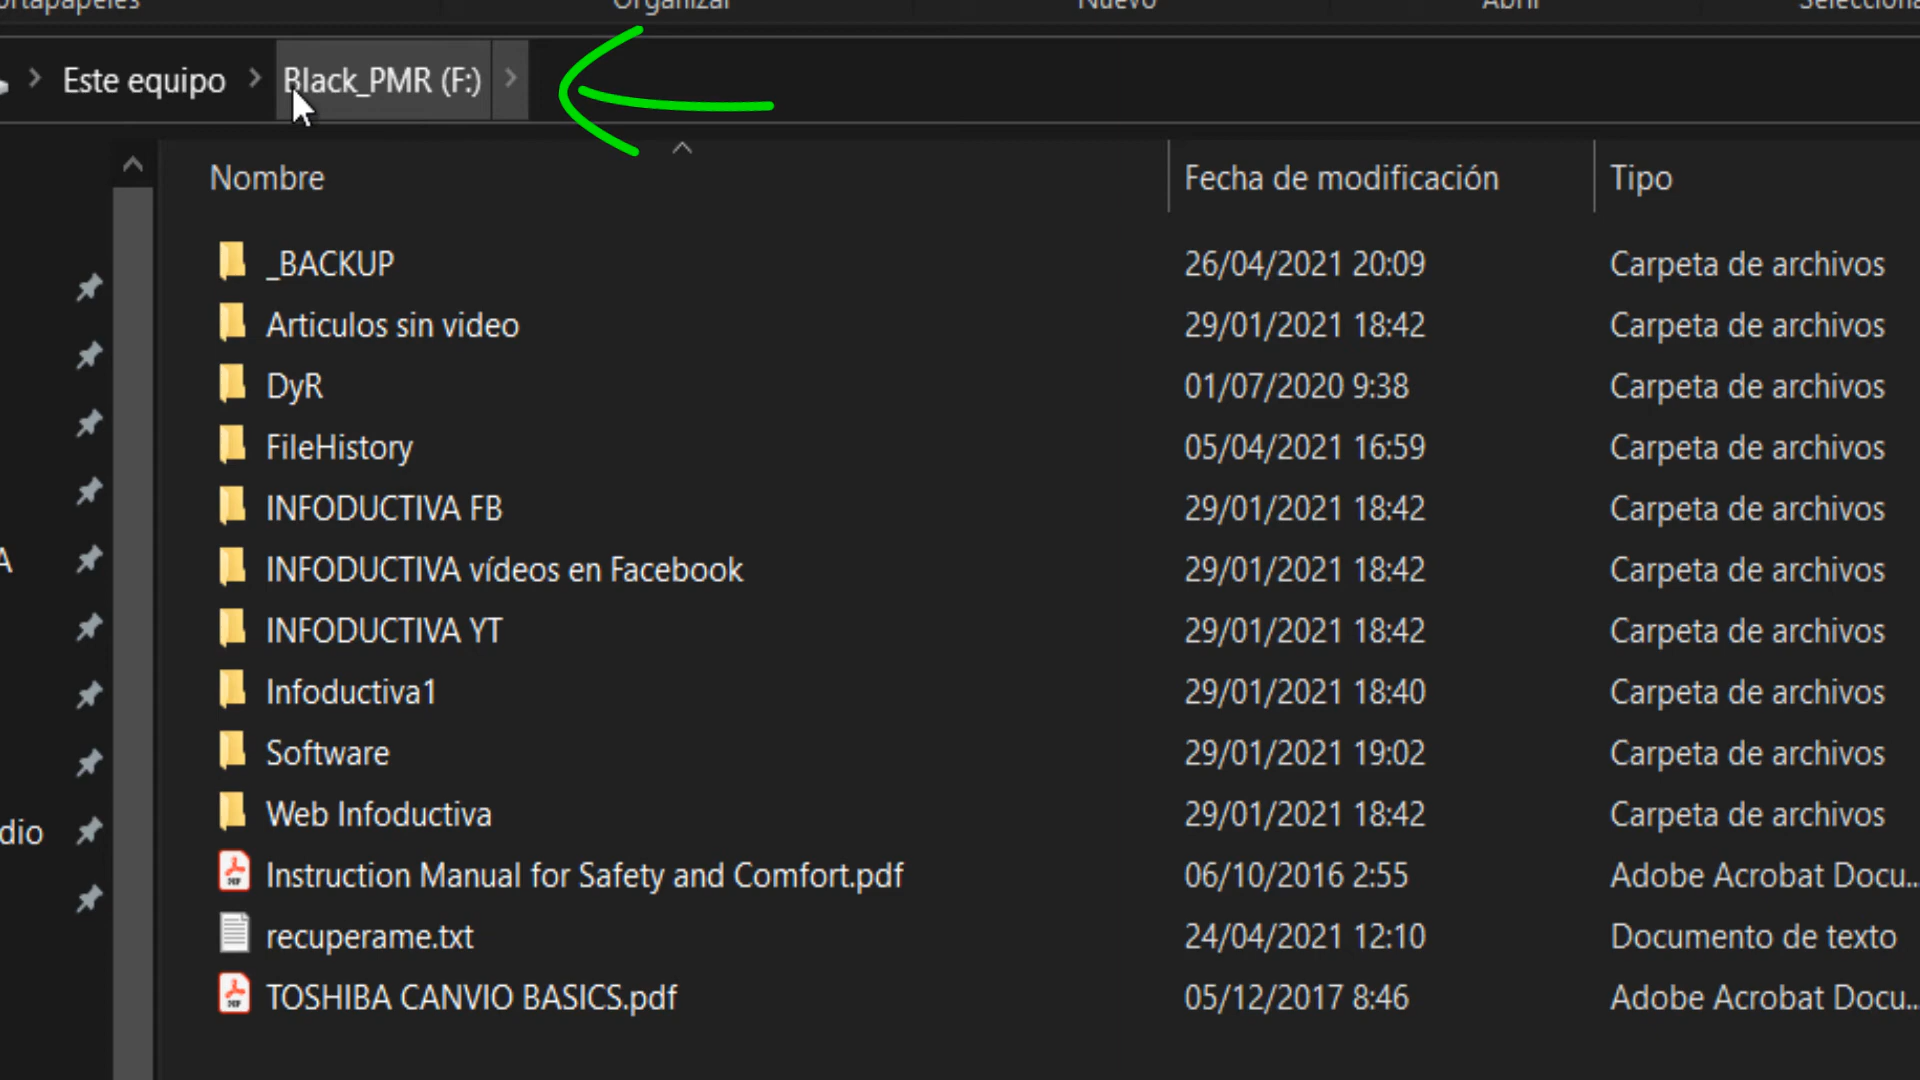 Organizar Nuevo Abrir
Este equipo > Black_PMR (F:) >
Nombre Fecha de modificación Tipo
_BACKUP 26/04/2021 20:09 Carpeta de archivos
Articulos sin video 29/01/2021 18:42 Carpeta de archivos
DyR 01/07/2020 9:38 Carpeta de archivos
FileHistory 05/04/2021 16:59 Carpeta de archivos
INFODUCTIVA FB 29/01/2021 18:42 Carpeta de archivos
A
INFODUCTIVA vídeos en Facebook 29/01/2021 18:42 Carpeta de archivos
INFODUCTIVA YT 29/01/2021 18:42 Carpeta de archivos
Infoductiva1 29/01/2021 18:40 Carpeta de archivos
Software 29/01/2021 19:02 Carpeta de archivos
Web Infoductiva 29/01/2021 18:42 Carpeta de archivos
dio
Instruction Manual for Safety and Comfort.pdf 06/10/2016 2:55 Adobe Acrobat Docu...
recuperame.txt 24/04/2021 12:10 Documento de texto
TOSHIBA CANVIO BASICS.pdf 05/12/2017 8:46 Adobe Acrobat Docu...